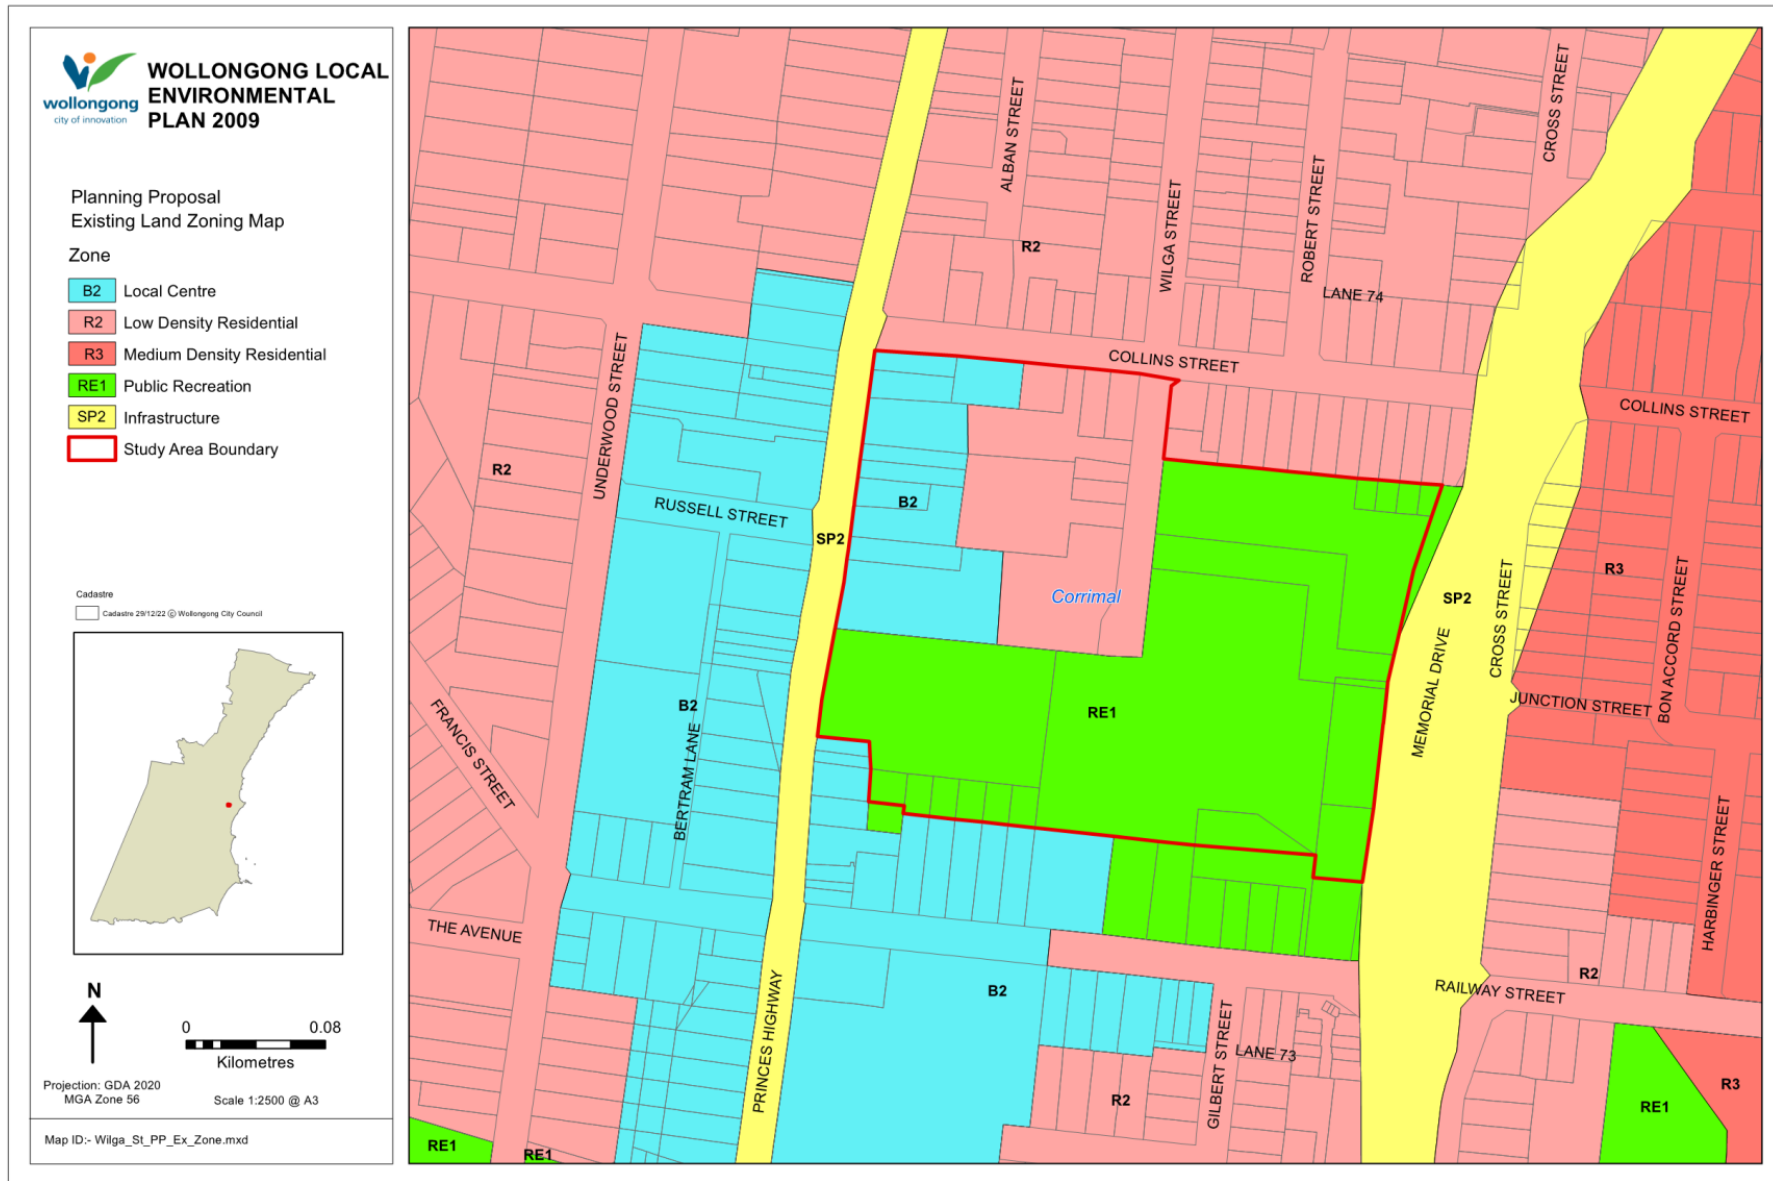 wollongong
city of innovation
WOLLONGONG LOCAL
ENVIRONMENTAL
PLAN 2009
Planning Proposal
Existing Land Zoning Map
Zone
B2 Local Centre
R2 Low Density Residential
R3 Medium Density Residential
RE1 Public Recreation
SP2 Infrastructure
Study Area Boundary
Cadastre
Cadastre 29/12/22 © Wollongong City Council
N
0 0.08
Kilometres
Projection: GDA 2020
MGA Zone 56
Scale 1:2500 @ A3
Map ID:- Wilga_St_PP_Ex_Zone.mxd
ALBAN STREET
WILGA STREET
ROBERT STREET
CROSS STREET
R2
LANE 74
COLLINS STREET
COLLINS STREET
UNDERWOOD STREET
R2
RUSSELL STREET
B2
SP2
Corrimal
SP2
R3
CROSS STREET
BON ACCORD STREET
MEMORIAL DRIVE
JUNCTION STREET
FRANCIS STREET
B2
BERTRAM LANE
RE1
HARBINGER STREET
THE AVENUE
PRINCES HIGHWAY
B2
R2
RAILWAY STREET
GILBERT STREET
LANE 73
R2
R3
RE1
RE1
RE1